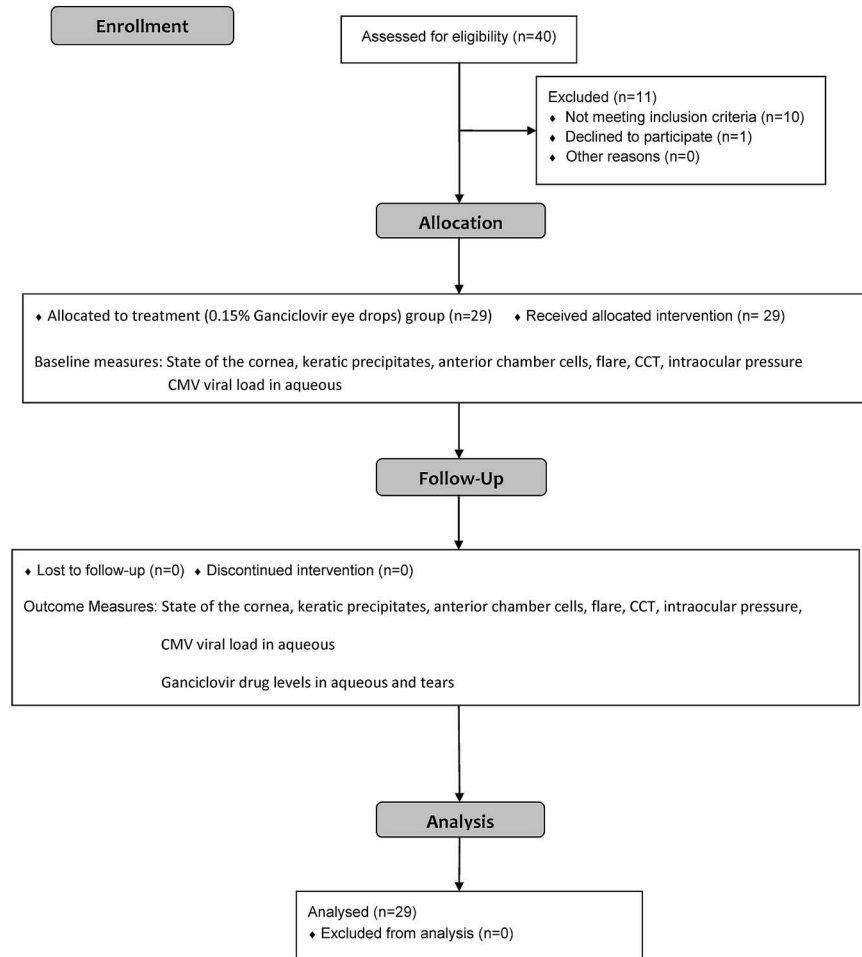 Enrollment
Assessed for eligibility (n=40)
Excluded (n=11)
♦ Not meeting inclusion criteria (n=10)
♦ Declined to participate (n=1)
♦ Other reasons (n=0)
Allocation
♦ Allocated to treatment (0.15% Ganciclovir eye drops) group (n=29) ♦ Received allocated intervention (n= 29)
Baseline measures: State of the cornea, keratic precipitates, anterior chamber cells, flare, CCT, intraocular pressure
CMV viral load in aqueous
Follow-Up
♦ Lost to follow-up (n=0) ♦ Discontinued intervention (n=0)
Outcome Measures: State of the cornea, keratic precipitates, anterior chamber cells, flare, CCT, intraocular pressure,
CMV viral load in aqueous
Ganciclovir drug levels in aqueous and tears
Analysis
Analysed (n=29)
♦ Excluded from analysis (n=0)